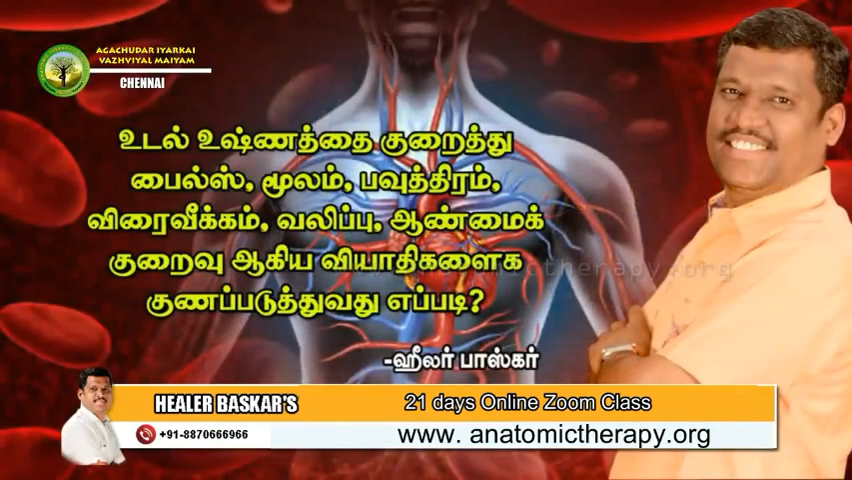 AGACHUDAR IYARKAI
VAZHVIYAL MAIYAM
CHENNAI
உடல் உஷ்ணத்தை குறைத்து
பைல்ஸ், மூலம், பவுத்திரம்,
விரைவீக்கம், வலிப்பு, ஆண்மைக்
குறைவு ஆகிய வியாதிகளைக
குணப்படுத்துவது எப்படி?
-ஹீலர் பாஸ்கர்
HEALER BASKAR'S
21 days Online Zoom Class
+91-8870666966
www. anatomictherapy.org